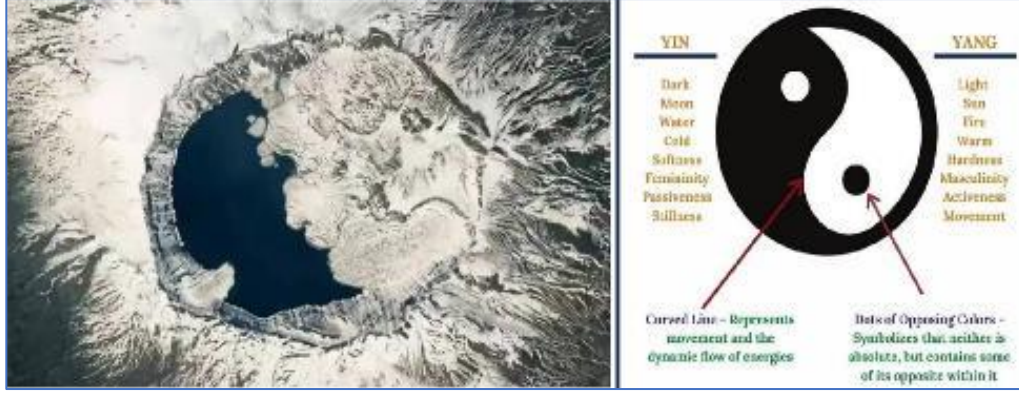 YIN
Dark
Moon
Water
Cold
Softness
Femininity
Passiveness
Stillness
YANG
Light
Sun
Fire
Warm
Hardness
Masculinity
Activeness
Movement
Curved Line – Represents
movement and the
dynamic flow of energies
Dots of Opposing Colors –
Symbolizes that neither is
absolute, but contains some
of its opposite within it